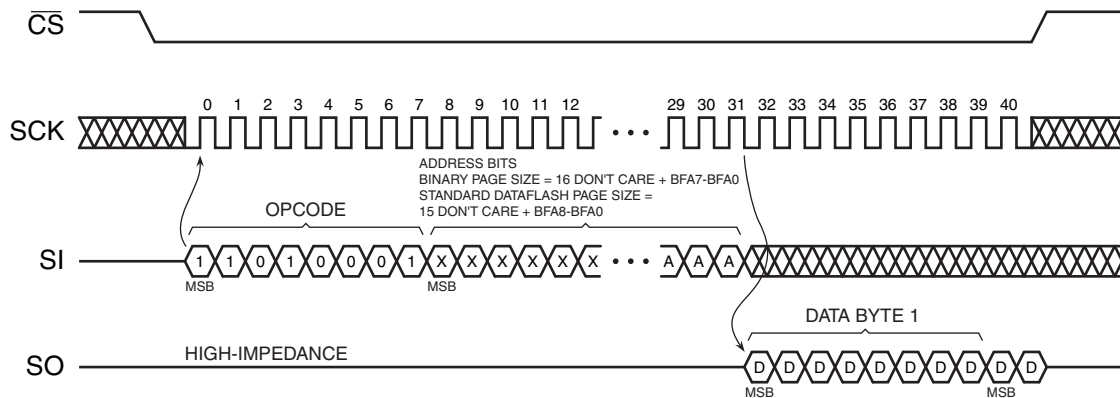 CS
0 1 2 3 4 5 6 7 8 9 10 11 12 29 30 31 32 33 34 35 36 37 38 39 40
SCK
ADDRESS BITS
BINARY PAGE SIZE = 16 DON'T CARE + BFA7-BFA0
STANDARD DATAFLASH PAGE SIZE =
15 DON'T CARE + BFA8-BFA0
OPCODE
SI 1 1 0 1 0 0 0 1 X X X X X X • • • A A A
MSB MSB
DATA BYTE 1
HIGH-IMPEDANCE
SO D D D D D D D D D D
MSB MSB